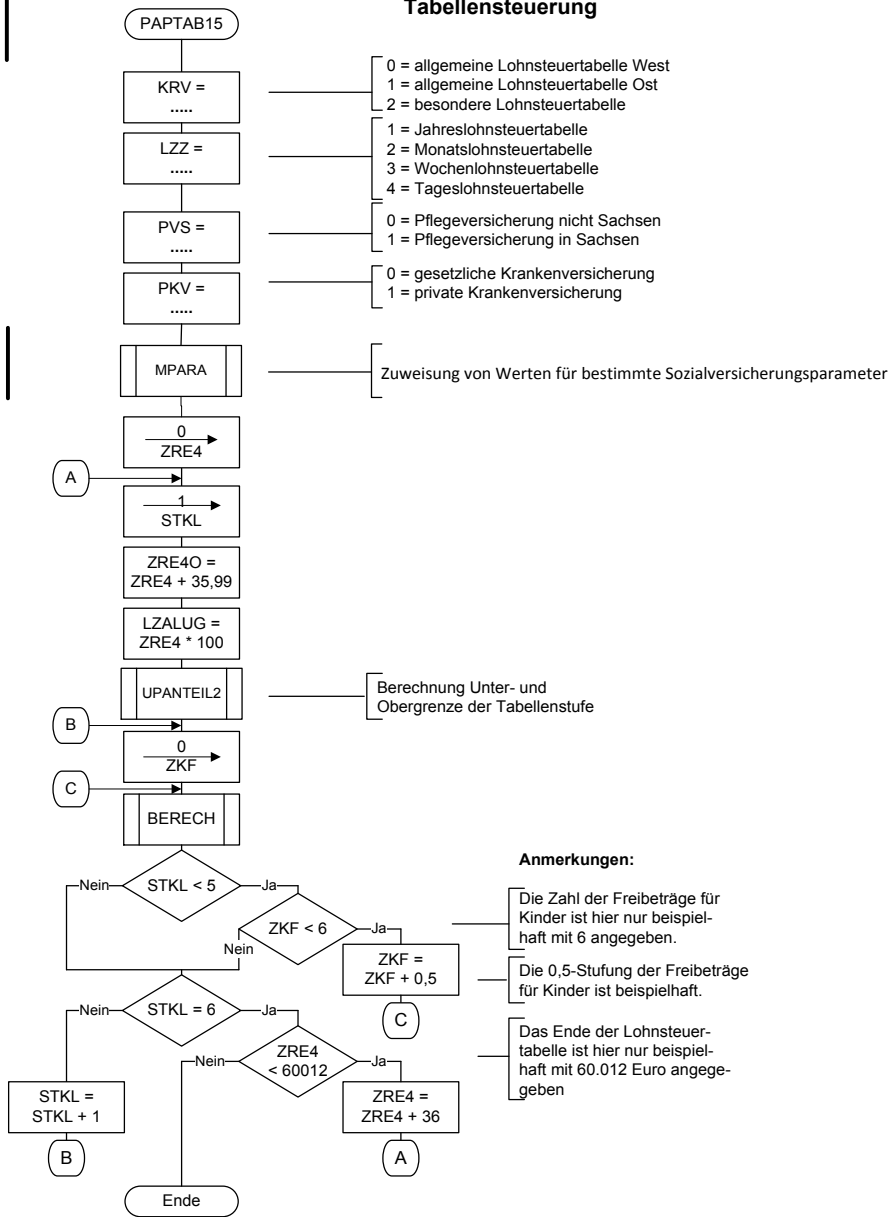 Tabellensteuerung
PAPTAB15
KRV =
.....
0 = allgemeine Lohnsteuertabelle West
1 = allgemeine Lohnsteuertabelle Ost
2 = besondere Lohnsteuertabelle
LZZ =
.....
1 = Jahreslohnsteuertabelle
2 = Monatslohnsteuertabelle
3 = Wochenlohnsteuertabelle
4 = Tageslohnsteuertabelle
PVS =
.....
0 = Pflegeversicherung nicht Sachsen
1 = Pflegeversicherung in Sachsen
PKV =
.....
0 = gesetzliche Krankenversicherung
1 = private Krankenversicherung
MPARA
Zuweisung von Werten für bestimmte Sozialversicherungsparameter
0
ZRE4
A
1
STKL
ZRE4O =
ZRE4 + 35,99
LZALUG =
ZRE4 * 100
UPANTEIL2
Berechnung Unter- und
Obergrenze der Tabellenstufe
B
0
ZKF
C
BERECH
Anmerkungen:
Nein
STKL < 5
Ja
Die Zahl der Freibeträge für
Kinder ist hier nur beispiel-
haft mit 6 angegeben.
ZKF < 6
Ja
Nein
ZKF =
ZKF + 0,5
Die 0,5-Stufung der Freibeträge
für Kinder ist beispielhaft.
Nein
STKL = 6
Ja
C
Das Ende der Lohnsteuer-
tabelle ist hier nur beispiel-
haft mit 60.012 Euro angege-
geben
Nein
ZRE4
< 60012
Ja
STKL =
STKL + 1
ZRE4 =
ZRE4 + 36
B
A
Ende